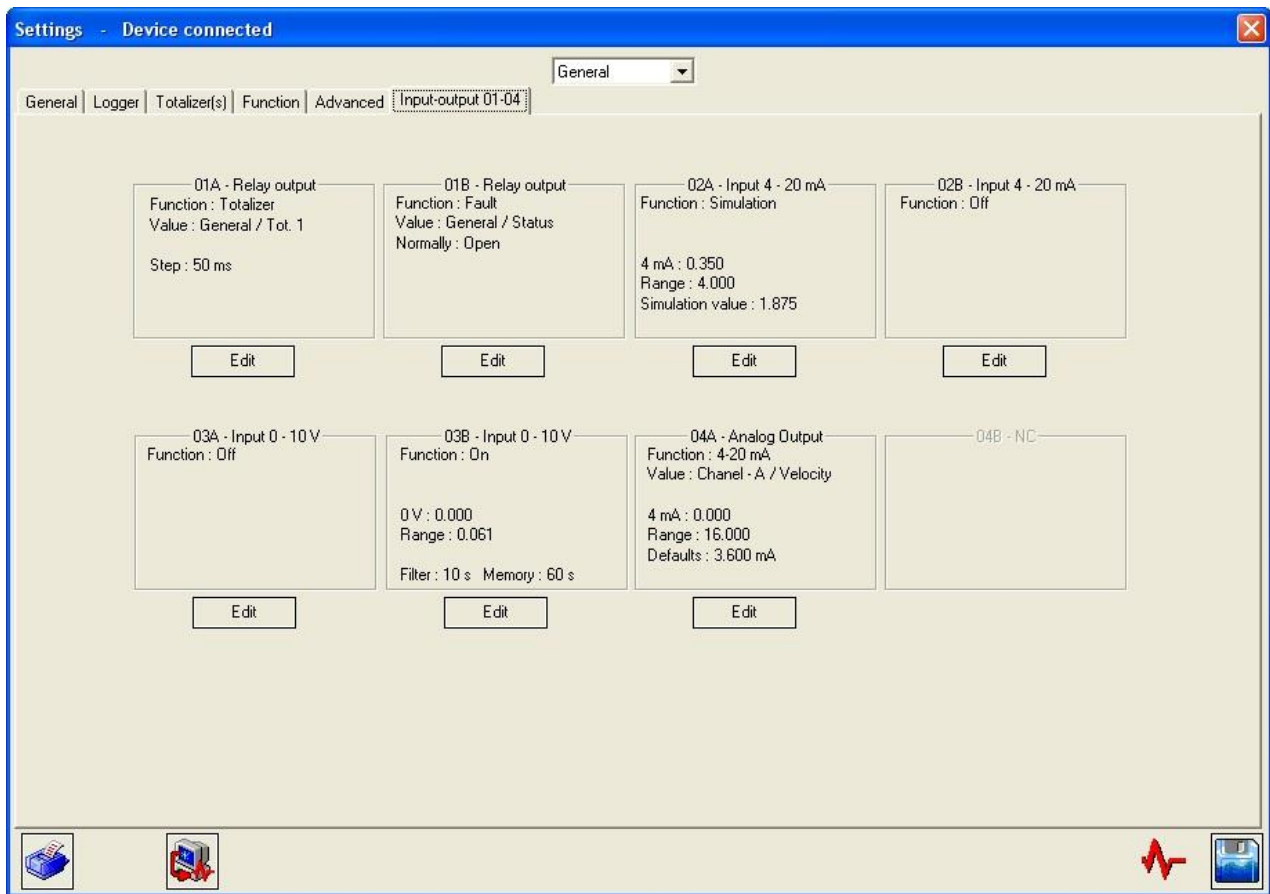 Settings - Device connected
General
General Logger Totalizer(s) Function Advanced Input-output 01-04
01A - Relay output
Function : Totalizer
Value : General / Tot. 1
Step : 50 ms
Edit
01B - Relay output
Function : Fault
Value : General / Status
Normally : Open
Edit
02A - Input 4 - 20 mA
Function : Simulation
4 mA : 0.350
Range : 4.000
Simulation value : 1.875
Edit
02B - Input 4 - 20 mA
Function : Off
Edit
03A - Input 0 - 10 V
Function : Off
Edit
03B - Input 0 - 10 V
Function : On
0 V : 0.000
Range : 0.061
Filter : 10 s Memory : 60 s
Edit
04A - Analog Output
Function : 4-20 mA
Value : Chanel - A / Velocity
4 mA : 0.000
Range : 16.000
Defaults : 3.600 mA
Edit
04B - NC